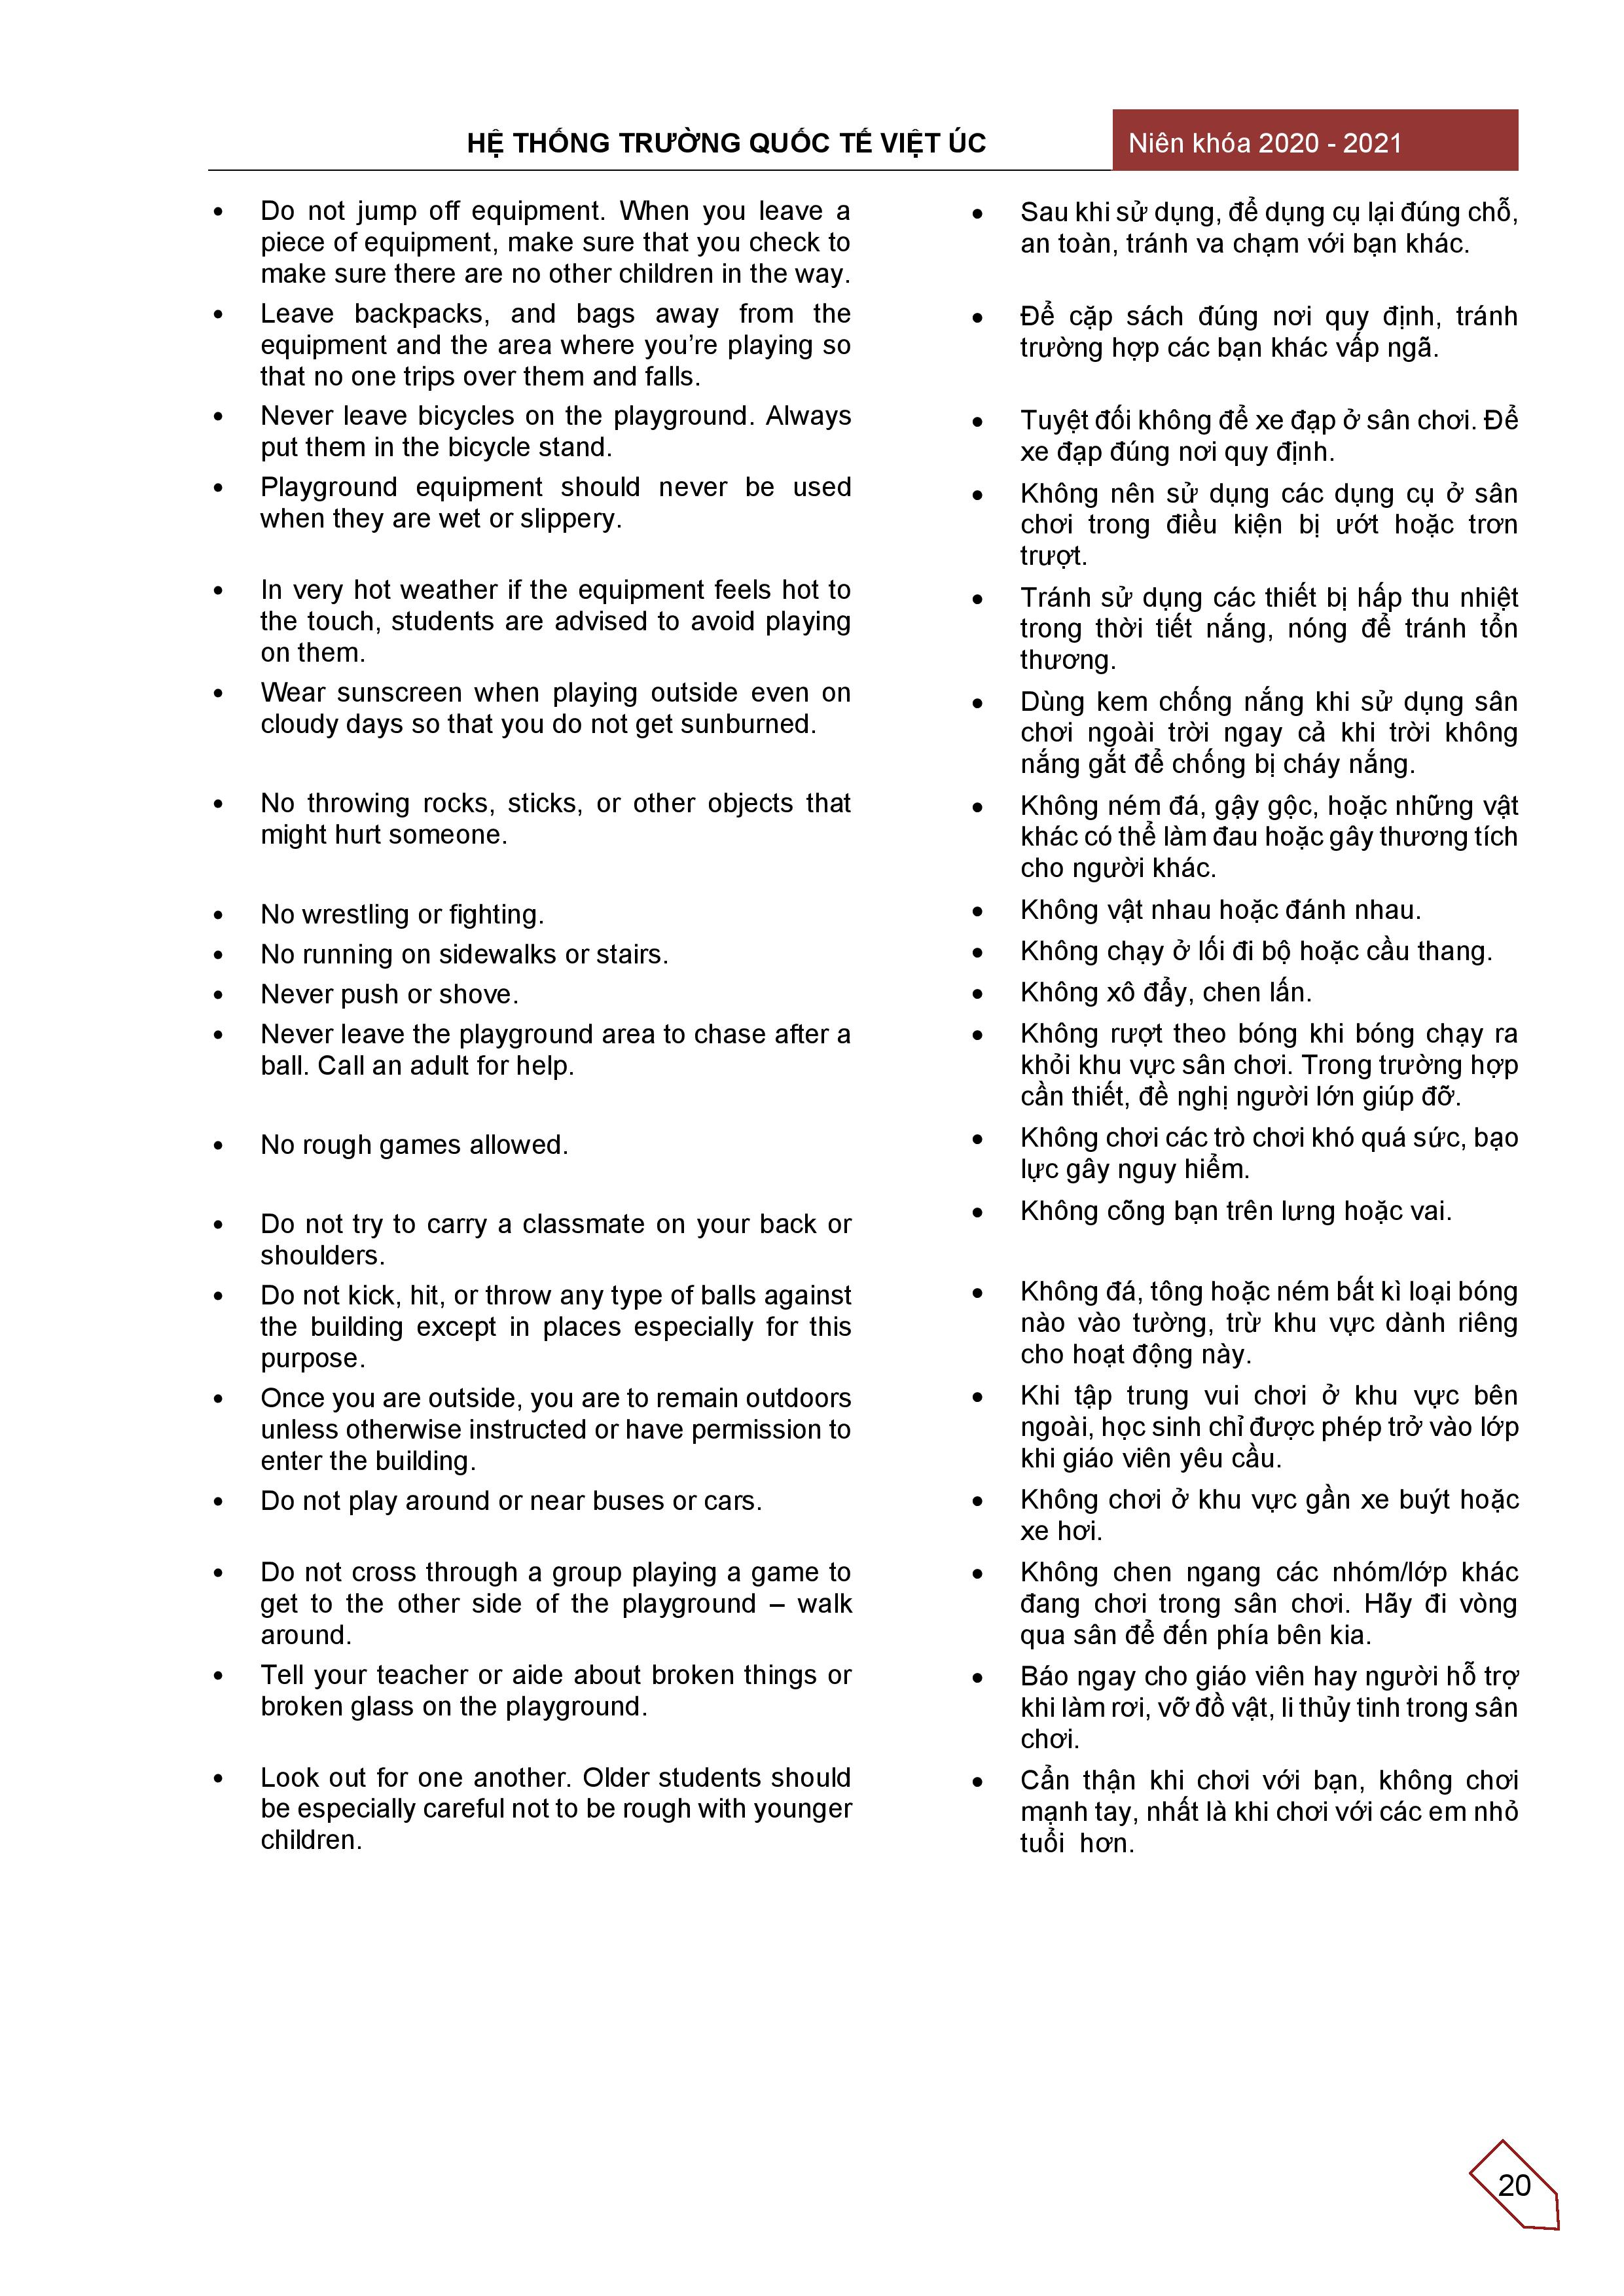 HỆ THỐNG TRƯỜNG QUỐC TẾ VIỆT ÚC
Niên khóa 2020 - 2021
• Do not jump off equipment. When you leave a
piece of equipment, make sure that you check to
make sure there are no other children in the way.
• Leave backpacks, and bags away from the
equipment and the area where you’re playing so
that no one trips over them and falls.
• Never leave bicycles on the playground. Always
put them in the bicycle stand.
• Playground equipment should never be used
when they are wet or slippery.
• In very hot weather if the equipment feels hot to
the touch, students are advised to avoid playing
on them.
• Wear sunscreen when playing outside even on
cloudy days so that you do not get sunburned.
• No throwing rocks, sticks, or other objects that
might hurt someone.
• No wrestling or fighting.
• No running on sidewalks or stairs.
• Never push or shove.
• Never leave the playground area to chase after a
ball. Call an adult for help.
• No rough games allowed.
• Do not try to carry a classmate on your back or
shoulders.
• Do not kick, hit, or throw any type of balls against
the building except in places especially for this
purpose.
• Once you are outside, you are to remain outdoors
unless otherwise instructed or have permission to
enter the building.
• Do not play around or near buses or cars.
• Do not cross through a group playing a game to
get to the other side of the playground – walk
around.
• Tell your teacher or aide about broken things or
broken glass on the playground.
• Look out for one another. Older students should
be especially careful not to be rough with younger
children.
• Sau khi sử dụng, để dụng cụ lại đúng chỗ,
an toàn, tránh va chạm với bạn khác.
• Để cặp sách đúng nơi quy định, tránh
trường hợp các bạn khác vấp ngã.
• Tuyệt đối không để xe đạp ở sân chơi. Để
xe đạp đúng nơi quy định.
• Không nên sử dụng các dụng cụ ở sân
chơi trong điều kiện bị ướt hoặc trơn
trượt.
• Tránh sử dụng các thiết bị hấp thu nhiệt
trong thời tiết nắng, nóng để tránh tổn
thương.
• Dùng kem chống nắng khi sử dụng sân
chơi ngoài trời ngay cả khi trời không
nắng gắt để chống bị cháy nắng.
• Không ném đá, gậy gộc, hoặc những vật
khác có thể làm đau hoặc gây thương tích
cho người khác.
• Không vật nhau hoặc đánh nhau.
• Không chạy ở lối đi bộ hoặc cầu thang.
• Không xô đẩy, chen lấn.
• Không rượt theo bóng khi bóng chạy ra
khỏi khu vực sân chơi. Trong trường hợp
cần thiết, đề nghị người lớn giúp đỡ.
• Không chơi các trò chơi khó quá sức, bạo
lực gây nguy hiểm.
• Không cõng bạn trên lưng hoặc vai.
• Không đá, tông hoặc ném bất kì loại bóng
nào vào tường, trừ khu vực dành riêng
cho hoạt động này.
• Khi tập trung vui chơi ở khu vực bên
ngoài, học sinh chỉ được phép trở vào lớp
khi giáo viên yêu cầu.
• Không chơi ở khu vực gần xe buýt hoặc
xe hơi.
• Không chen ngang các nhóm/lớp khác
đang chơi trong sân chơi. Hãy đi vòng
qua sân để đến phía bên kia.
• Báo ngay cho giáo viên hay người hỗ trợ
khi làm rơi, vỡ đồ vật, li thủy tinh trong sân
chơi.
• Cẩn thận khi chơi với bạn, không chơi
mạnh tay, nhất là khi chơi với các em nhỏ
tuổi hơn.
20